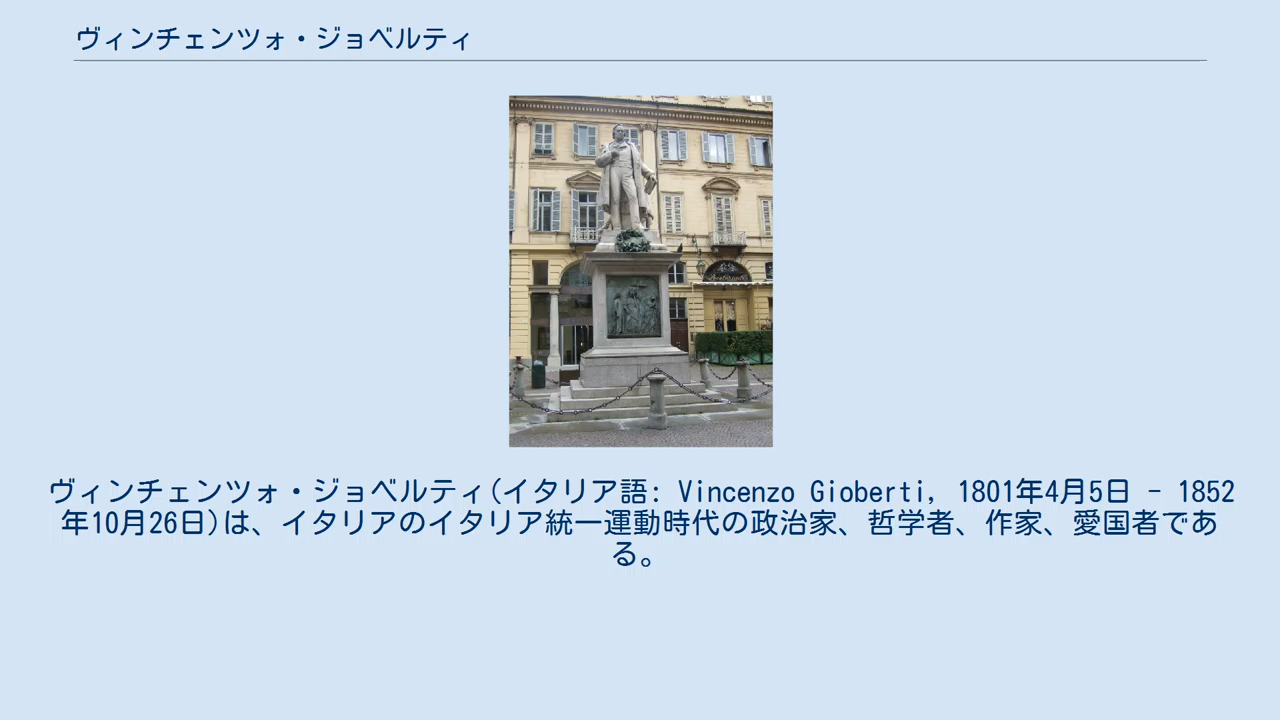 ヴィンチェンツォ・ジョベルティ
ヴィンチェンツォ・ジョベルティ(イタリア語: Vincenzo Gioberti, 1801年4月5日 - 1852
年10月26日)は、イタリアのイタリア統一運動時代の政治家、哲学者、作家、愛国者であ
る。